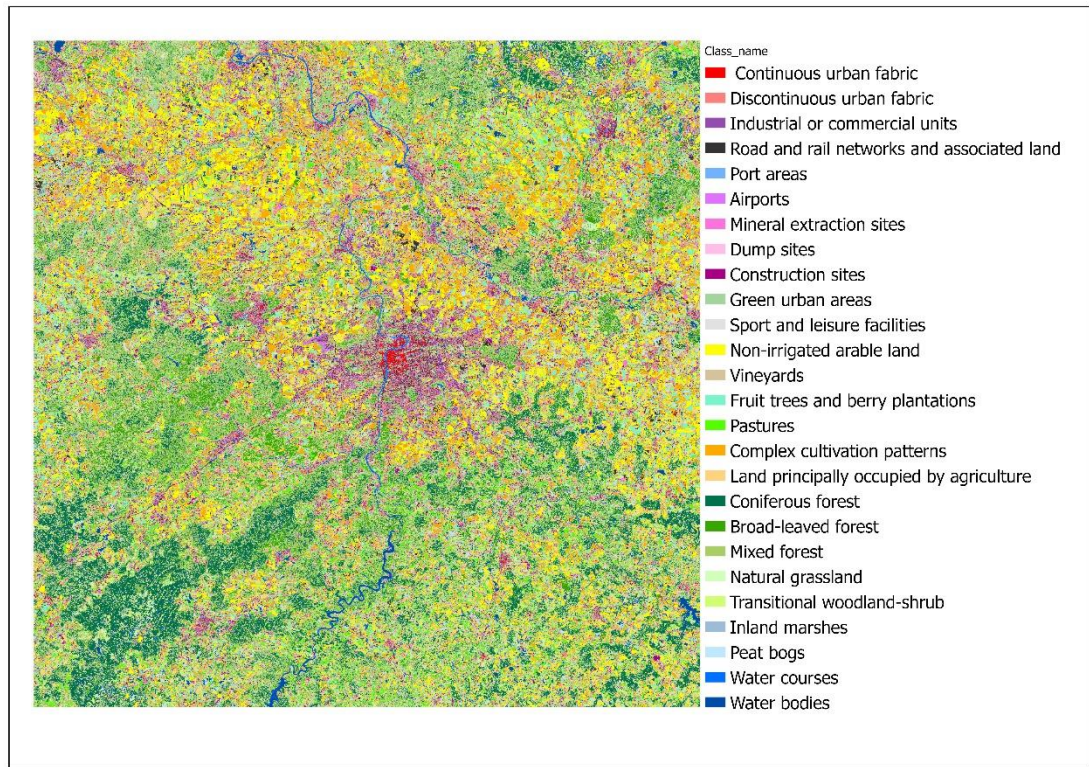 Class_name
Continuous urban fabric
Discontinuous urban fabric
Industrial or commercial units
Road and rail networks and associated land
Port areas
Airports
Mineral extraction sites
Dump sites
Construction sites
Green urban areas
Sport and leisure facilities
Non-irrigated arable land
Vineyards
Fruit trees and berry plantations
Pastures
Complex cultivation patterns
Land principally occupied by agriculture
Coniferous forest
Broad-leaved forest
Mixed forest
Natural grassland
Transitional woodland-shrub
Inland marshes
Peat bogs
Water courses
Water bodies